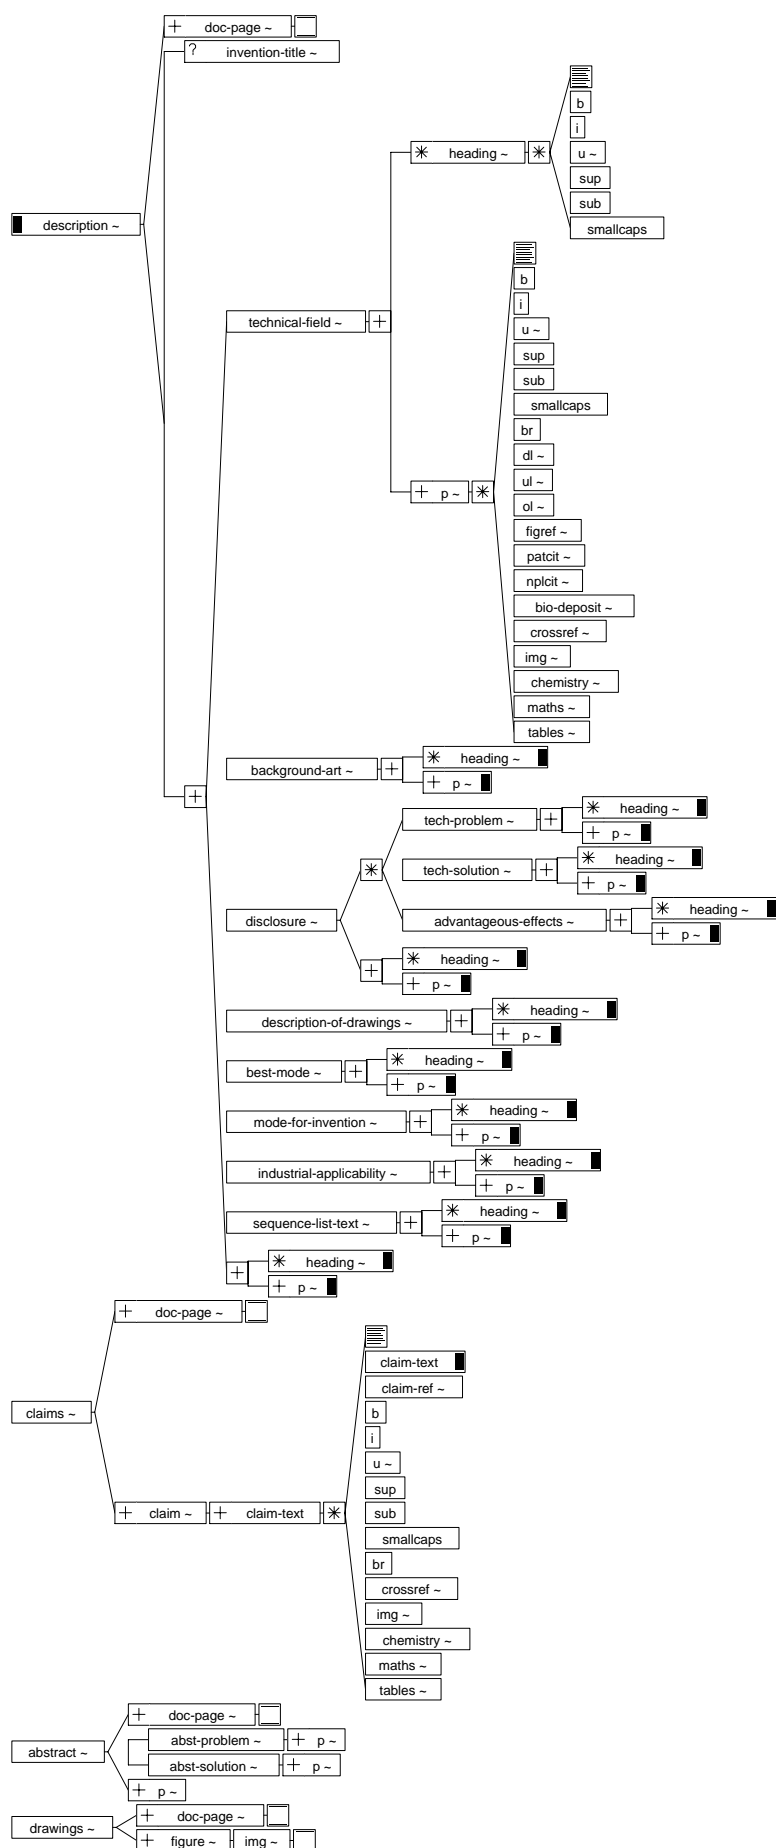 + doc-page ~
? invention-title ~
b
i
* heading ~ *
u ~
sup
sub
description ~
smallcaps
b
i
technical-field ~ +
u ~
sup
sub
smallcaps
br
dl ~
ul ~
+ p ~ *
ol ~
figref ~
patcit ~
nplcit ~
bio-deposit ~
crossref ~
img ~
chemistry ~
maths ~
tables ~
* heading ~
background-art ~ +
+ p ~
+
* heading ~
tech-problem ~ +
+ p ~
* heading ~
tech-solution ~ +
*
+ p ~
* heading ~
disclosure ~
advantageous-effects ~ +
+ p ~
* heading ~
+
+ p ~
* heading ~
description-of-drawings ~ +
+ p ~
* heading ~
best-mode ~ +
+ p ~
* heading ~
mode-for-invention ~ +
+ p ~
* heading ~
industrial-applicability ~ +
+ p ~
* heading ~
sequence-list-text ~ +
+ p ~
* heading ~
+
+ p ~
+ doc-page ~
claim-text
claim-ref ~
claims ~
b
i
u ~
sup
+ claim ~ + claim-text *
sub
smallcaps
br
crossref ~
img ~
chemistry ~
maths ~
tables ~
+ doc-page ~
abst-problem ~ + p ~
abstract ~
abst-solution ~ + p ~
+ p ~
+ doc-page ~
drawings ~
+ figure ~ img ~